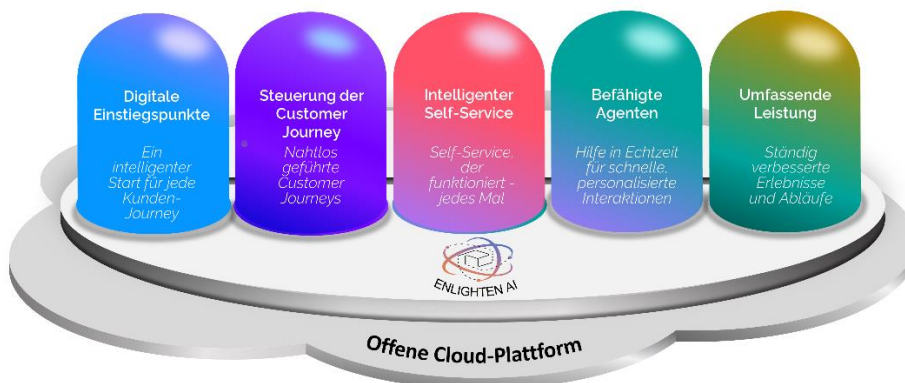 Digitale
Einstiegspunkte
Ein
intelligenter
Start für jede
Kunden-
Journey
Steuerung der
Customer
Journey
Nahtlos
geführte
Customer
Journeys
Intelligenter
Self-Service
Self-Service,
der
funktioniert -
jedes Mal
Befähigte
Agenten
Hilfe in Echtzeit
für schnelle,
personalisierte
Interaktionen
Umfassende
Leistung
Ständig
verbesserte
Erlebnisse
und Abläufe
ENLIGHTEN AI
Offene Cloud-Plattform